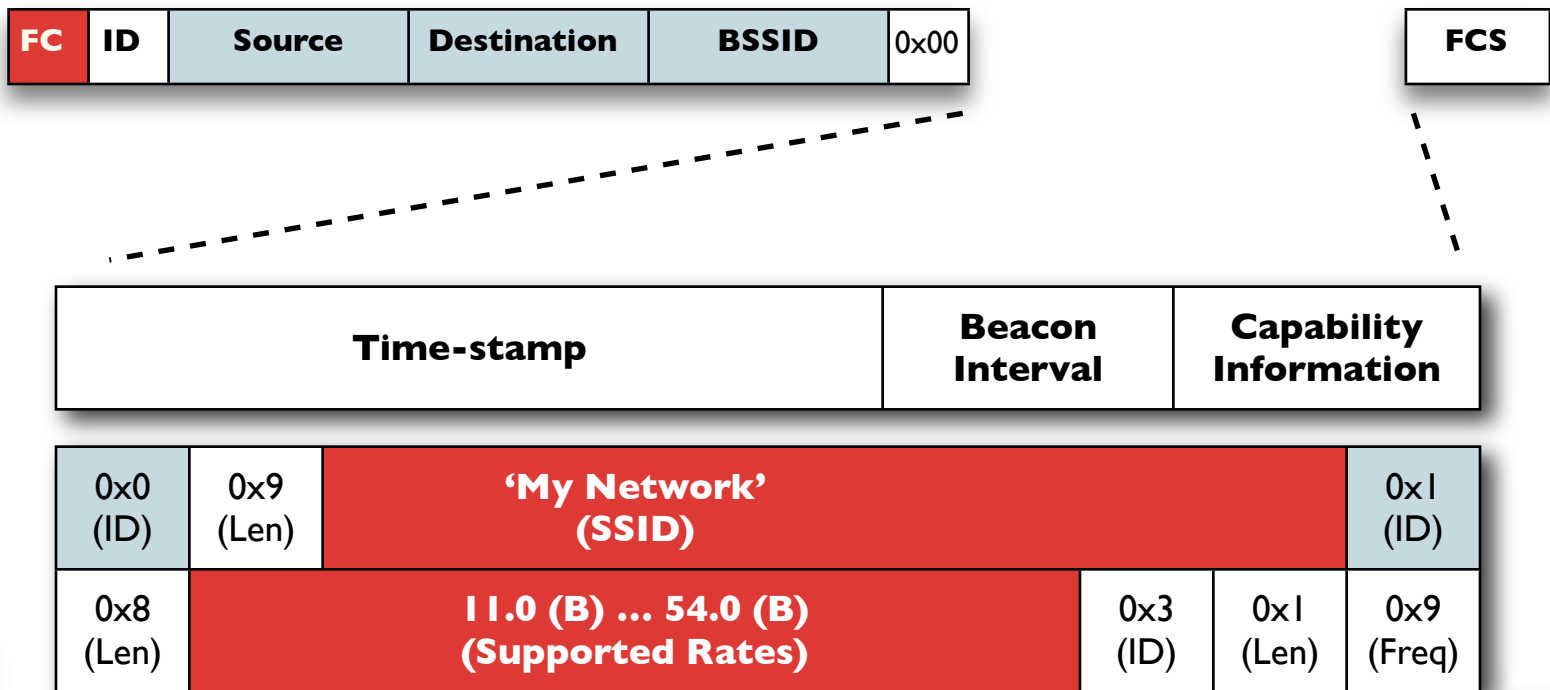 FC ID Source Destination BSSID 0x00 FCS
Time-stamp
Beacon
Interval
Capability
Information
0x0
(ID)
0x9
(Len)
‘My Network’
(SSID)
0x1
(ID)
0x8
(Len)
11.0 (B) ... 54.0 (B)
(Supported Rates)
0x3
(ID)
0x1
(Len)
0x9
(Freq)